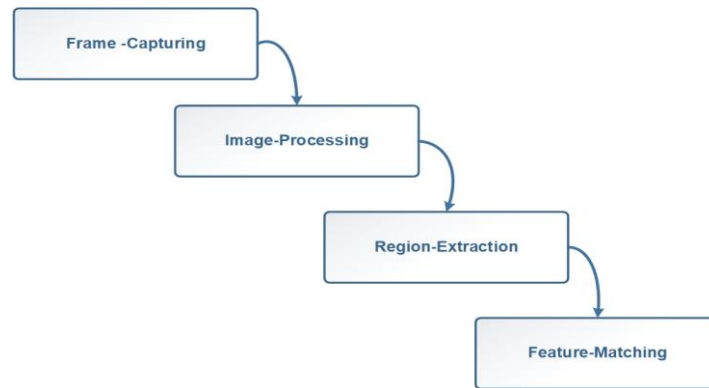 Frame -Capturing
Image-Processing
Region-Extraction
Feature-Matching